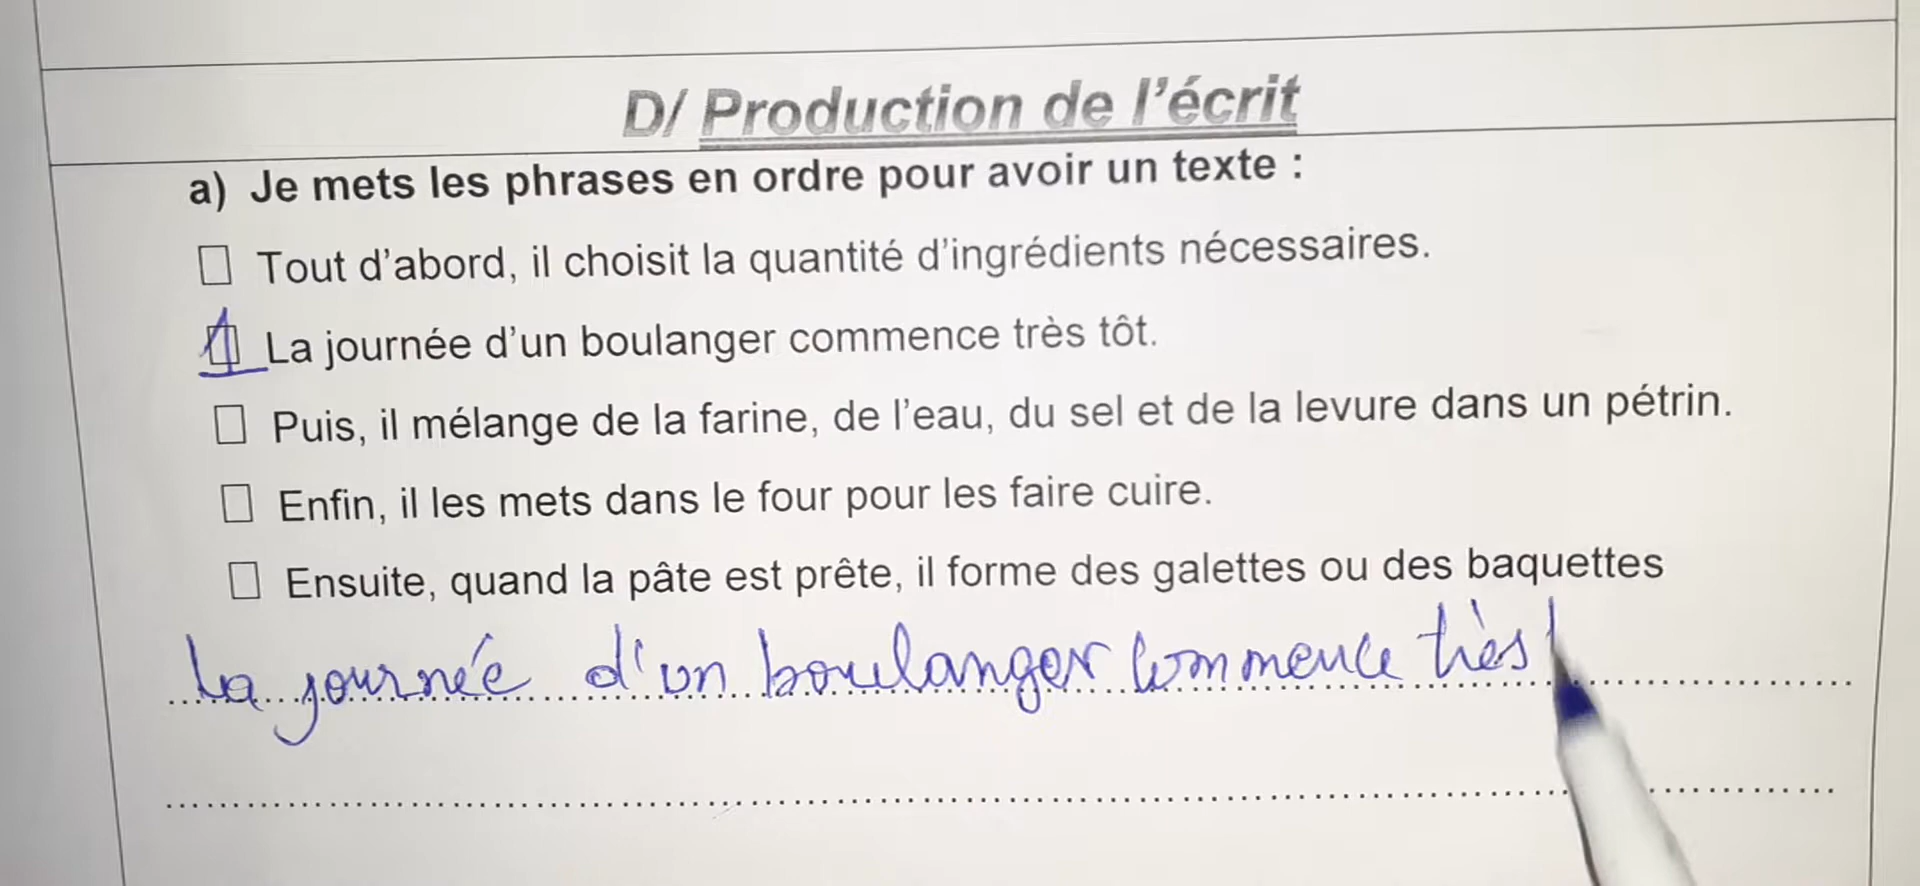 D/ Production de l'écrit
a) Je mets les phrases en ordre pour avoir un texte :
Tout d'abord, il choisit la quantité d'ingrédients nécessaires.
1 La journée d'un boulanger commence très tôt.
Puis, il mélange de la farine, de l'eau, du sel et de la levure dans un pétrin.
Enfin, il les mets dans le four pour les faire cuire.
Ensuite, quand la pâte est prête, il forme des galettes ou des baquettes
La journée d'un boulanger commence très